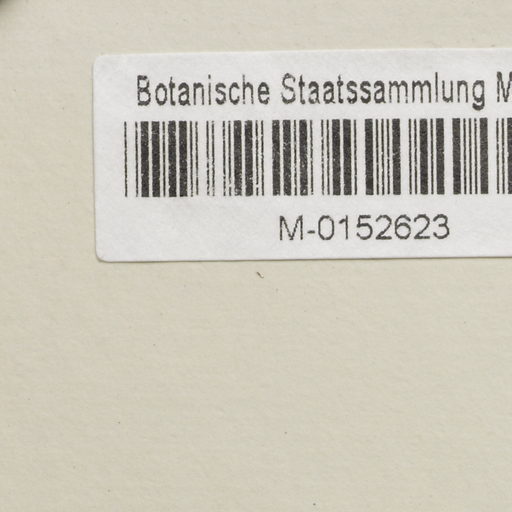 Botanische Staatssammlung M
M-0152623